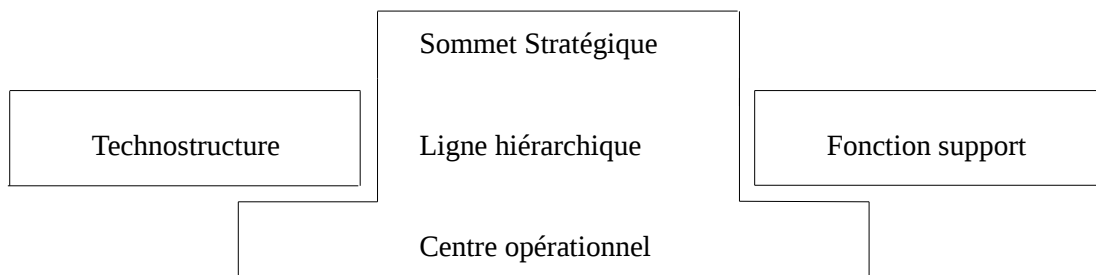 Sommet Stratégique
Technostructure
Ligne hiérarchique
Fonction support
Centre opérationnel